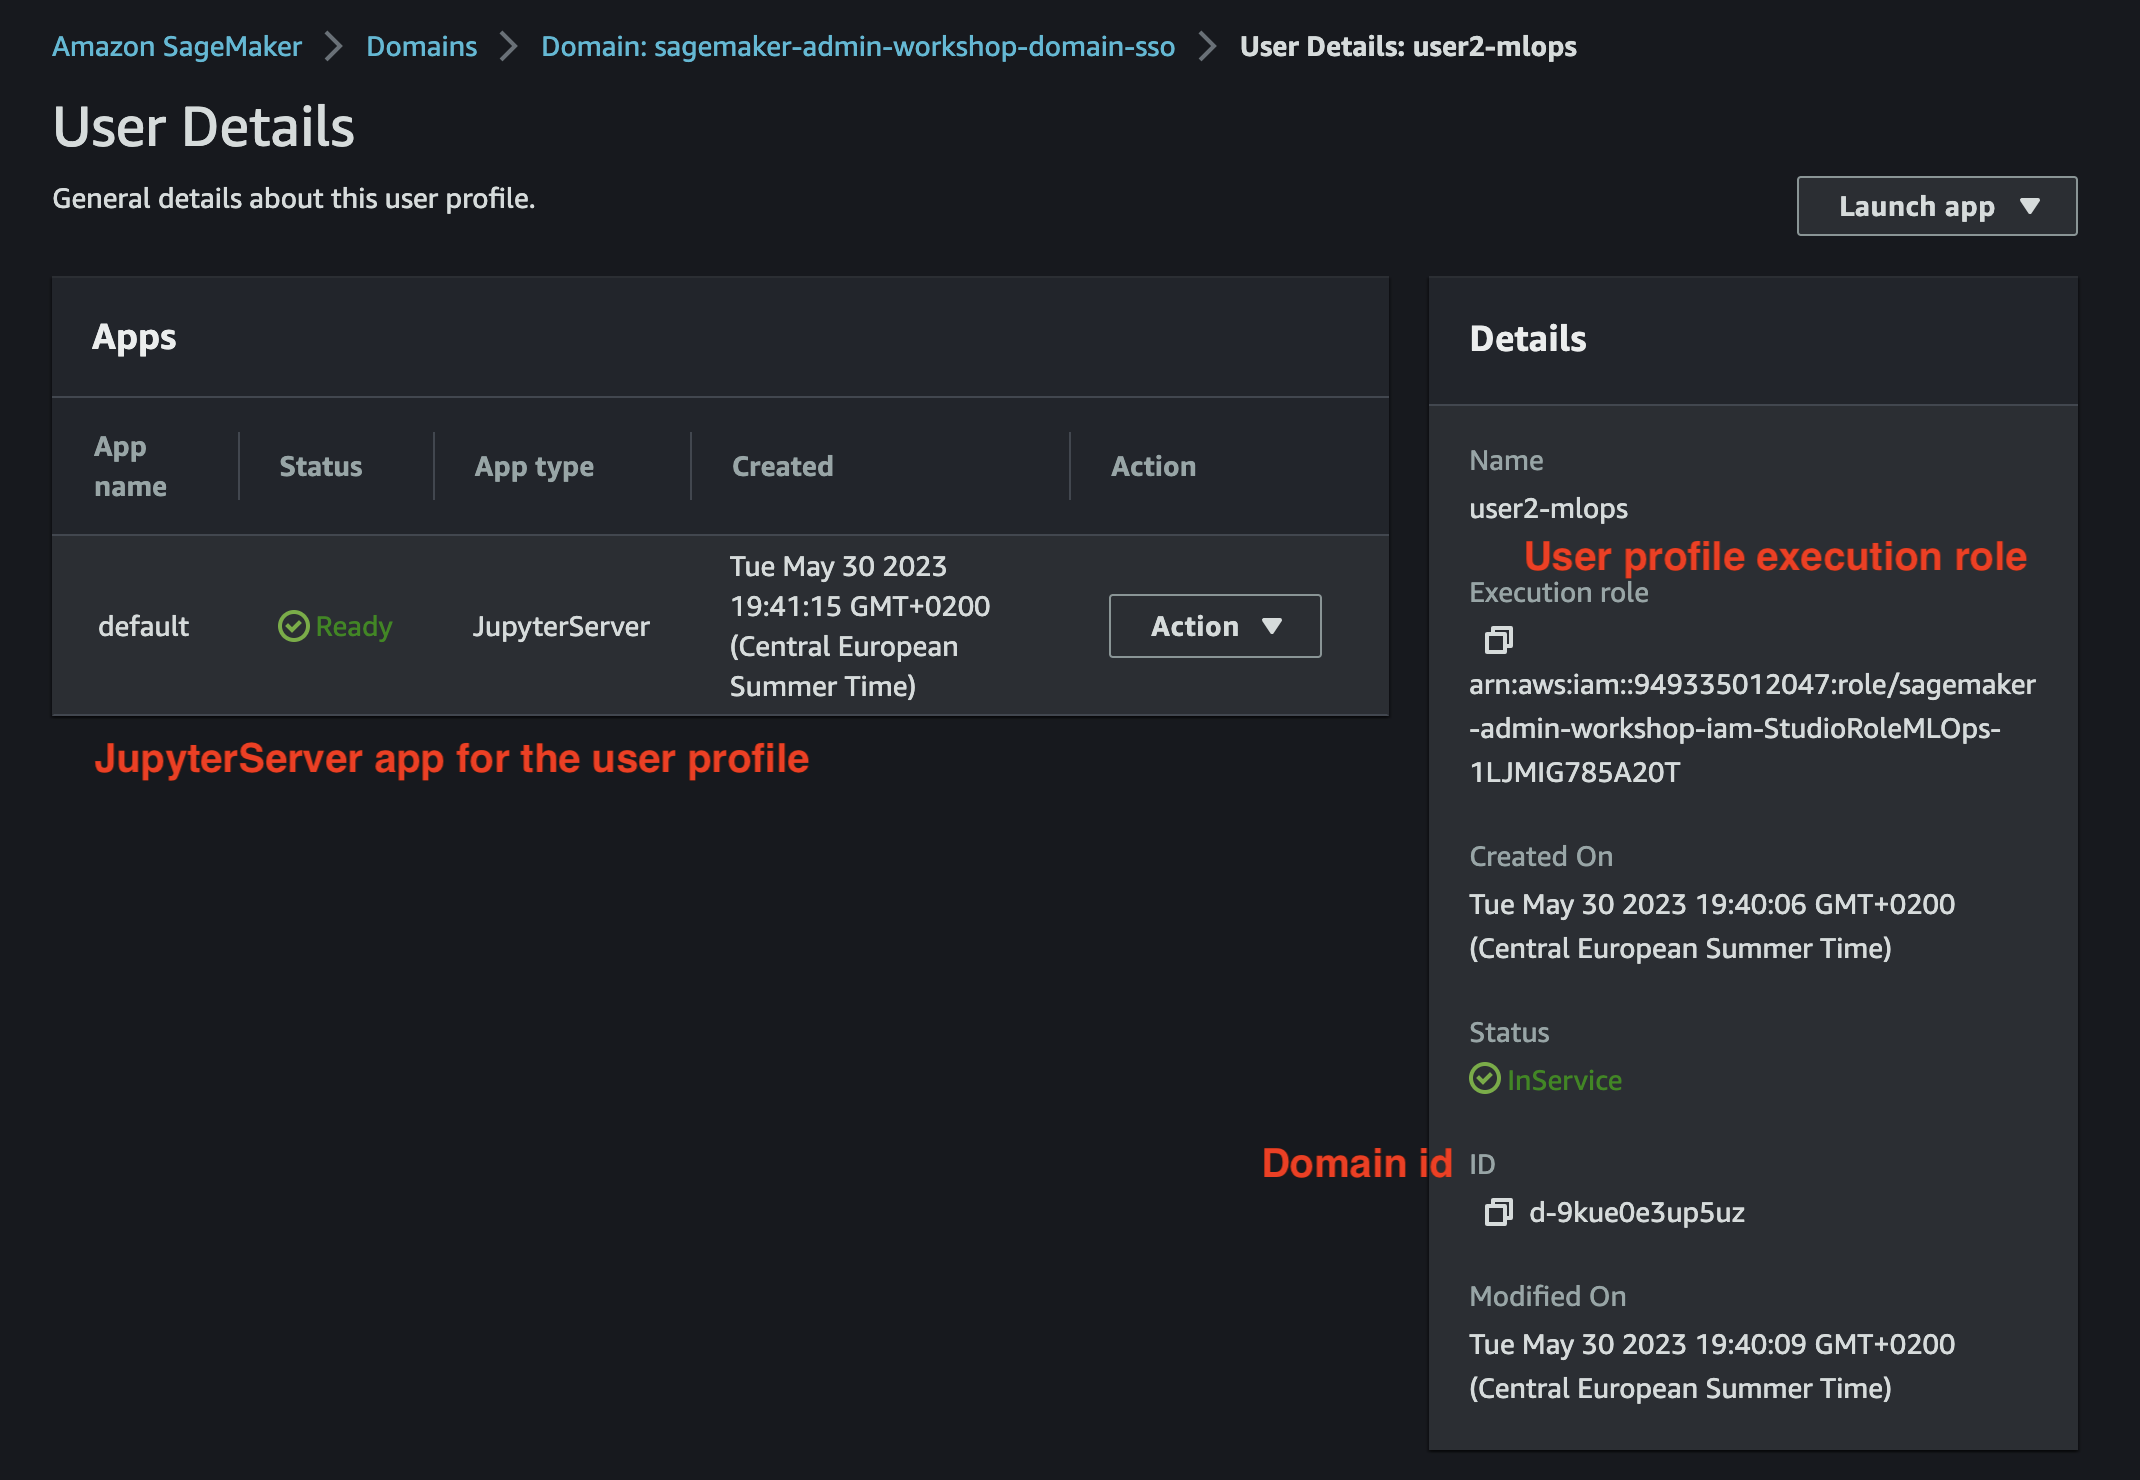 Amazon SageMaker > Domains > Domain: sagemaker-admin-workshop-domain-sso > User Details: user2-mlops
User Details
General details about this user profile.
Launch app
Apps
App name
Status
App type
Created
Action
default
Ready
JupyterServer
Tue May 30 2023
19:41:15 GMT+0200
(Central European
Summer Time)
Action
JupyterServer app for the user profile
Details
Name
user2-mlops
User profile execution role
Execution role
arn:aws:iam::949335012047:role/sagemaker
-admin-workshop-iam-StudioRoleMLOps-
1LJMIG785A20T
Created On
Tue May 30 2023 19:40:06 GMT+0200
(Central European Summer Time)
Status
InService
Domain id
ID
d-9kue0e3up5uz
Modified On
Tue May 30 2023 19:40:09 GMT+0200
(Central European Summer Time)